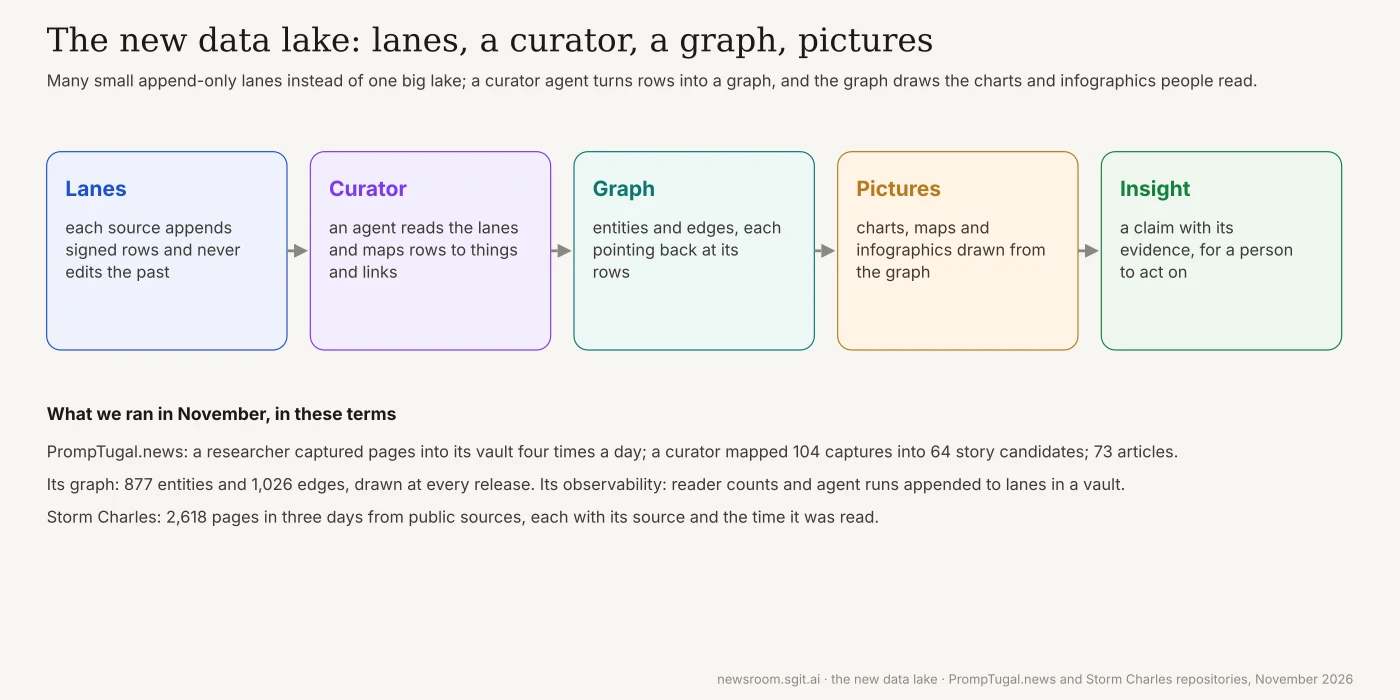 The new data lake: lanes, a curator, a graph, pictures
Many small append-only lanes instead of one big lake; a curator agent turns rows into a graph, and the graph draws the charts and infographics people read.
Lanes
each source appends
signed rows and never
edits the past
Curator
an agent reads the lanes
and maps rows to things
and links
Graph
entities and edges, each
pointing back at its
rows
Pictures
charts, maps and
infographics drawn from
the graph
Insight
a claim with its
evidence, for a person
to act on
What we ran in November, in these terms
PrompTugal.news: a researcher captured pages into its vault four times a day; a curator mapped 104 captures into 64 story candidates; 73 articles.
Its graph: 877 entities and 1,026 edges, drawn at every release. Its observability: reader counts and agent runs appended to lanes in a vault.
Storm Charles: 2,618 pages in three days from public sources, each with its source and the time it was read.
newsroom.sgit.ai · the new data lake · PrompTugal.news and Storm Charles repositories, November 2026